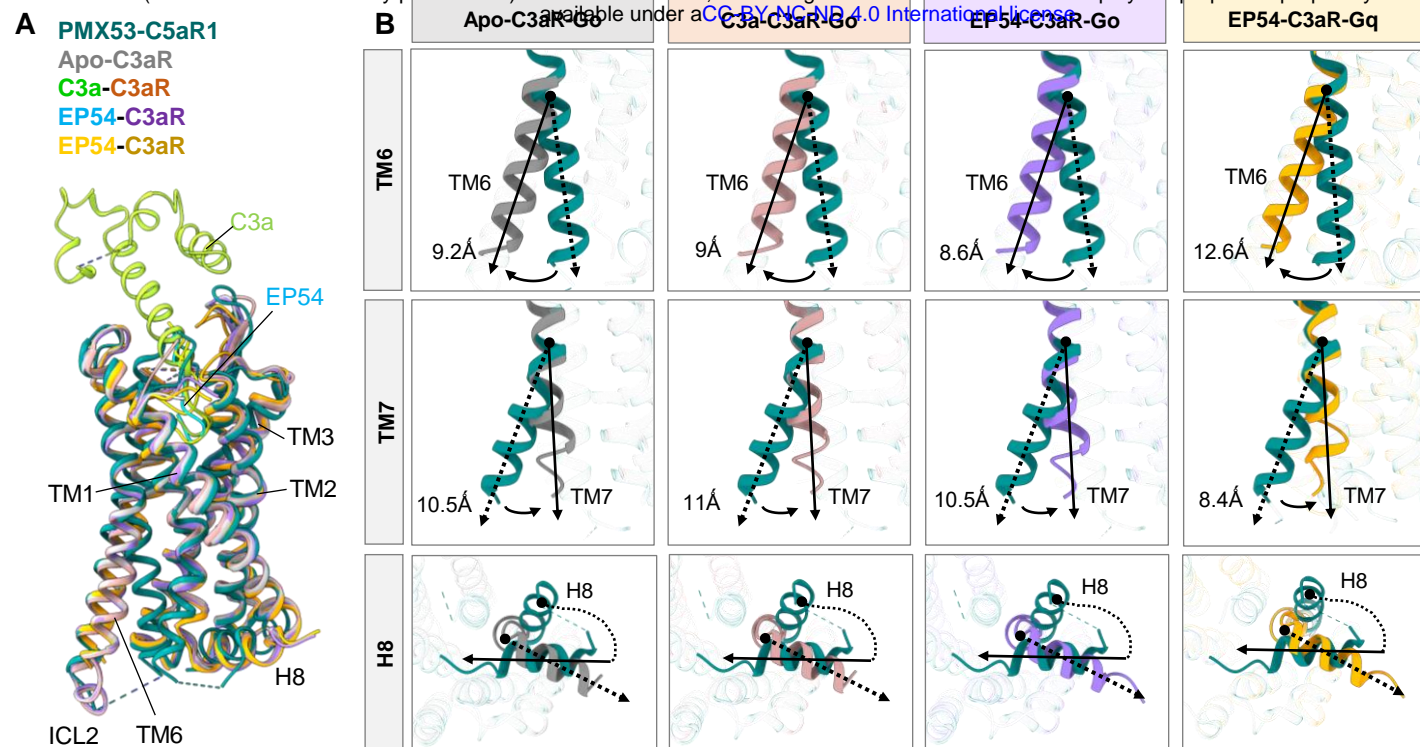 available under aCC-BY-NC-ND 4.0 International license.
A
PMX53-C5aR1
Apo-C3aR
C3a-C3aR
EP54-C3aR
EP54-C3aR
C3a
EP54
TM3
TM1
TM2
H8
ICL2
TM6
B
Apo-C3aR-Go
C3a-C3aR-Go
EP54-C3aR-Go
EP54-C3aR-Gq
TM6
TM6
9.2Å
TM6
9Å
TM6
8.6Å
TM6
12.6Å
TM7
10.5Å
TM7
11Å
TM7
10.5Å
TM7
8.4Å
TM7
H8
H8
H8
H8
H8